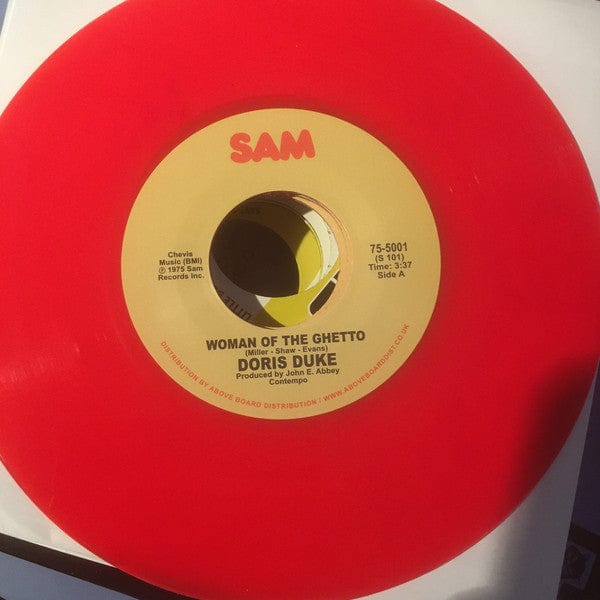 SAM
Chevis
Music (BMI)
℗ 1975 Sam
Records Inc.
75-5001
(S 101)
Time: 3:37
Side A
WOMAN OF THE GHETTO
(Miller - Shaw - Evans)
DORIS DUKE
Produced by John E. Abbey
Contempo
DISTRIBUTION BY ABOVE BOARD DISTRIBUTION / WWW.ABOVEBOARDDIST.CO.UK